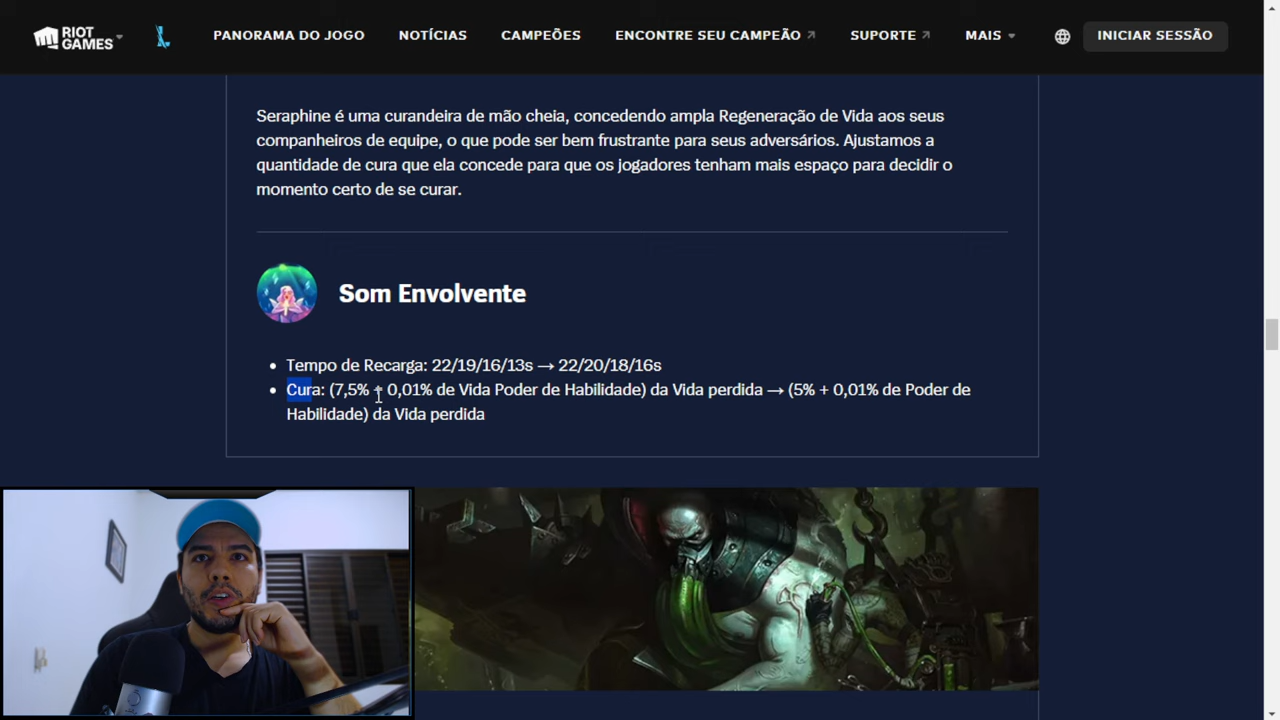 RIOT
GAMES
PANORAMA DO JOGO
NOTÍCIAS
CAMPEÕES
ENCONTRE SEU CAMPEÃO
SUPORTE
MAIS
INICIAR SESSÃO
Seraphine é uma curandeira de mão cheia, concedendo ampla Regeneração de Vida aos seus
companheiros de equipe, o que pode ser bem frustrante para seus adversários. Ajustamos a
quantidade de cura que ela concede para que os jogadores tenham mais espaço para decidir o
momento certo de se curar.
Som Envolvente
• Tempo de Recarga: 22/19/16/13s → 22/20/18/16s
• Cura: (7,5% + 0,01% de Vida Poder de Habilidade) da Vida perdida → (5% + 0,01% de Poder de
Habilidade) da Vida perdida